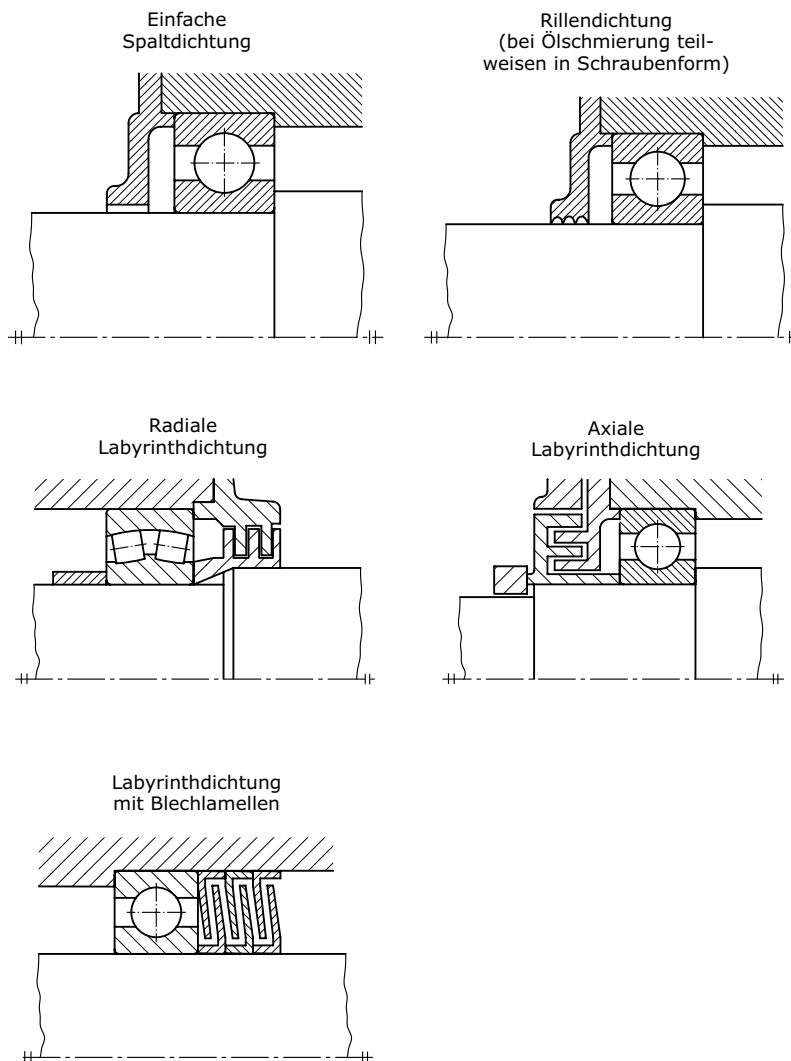 Einfache
Spaltdichtung
Rillendichtung
(bei Ölschmierung teil-
weisen in Schraubenform)
Radiale
Labyrinthdichtung
Axiale
Labyrinthdichtung
Labyrinthdichtung
mit Blechlamellen